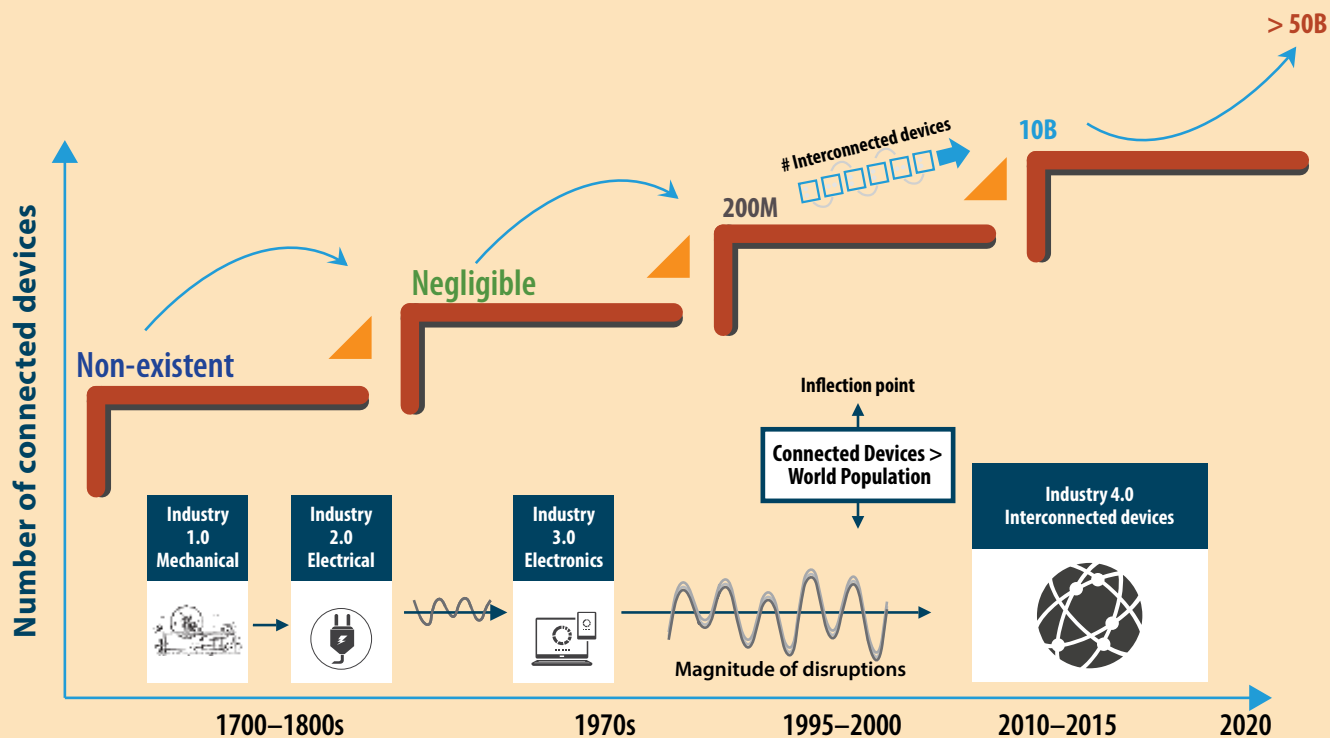 > 50B
# Interconnected devices
10B
200M
Negligible
Non-existent
Number of connected devices
Inflection point
Connected Devices >
World Population
Industry
1.0
Mechanical
Industry
2.0
Electrical
Industry
3.0
Electronics
Industry 4.0
Interconnected devices
Magnitude of disruptions
1700–1800s
1970s
1995–2000
2010–2015
2020